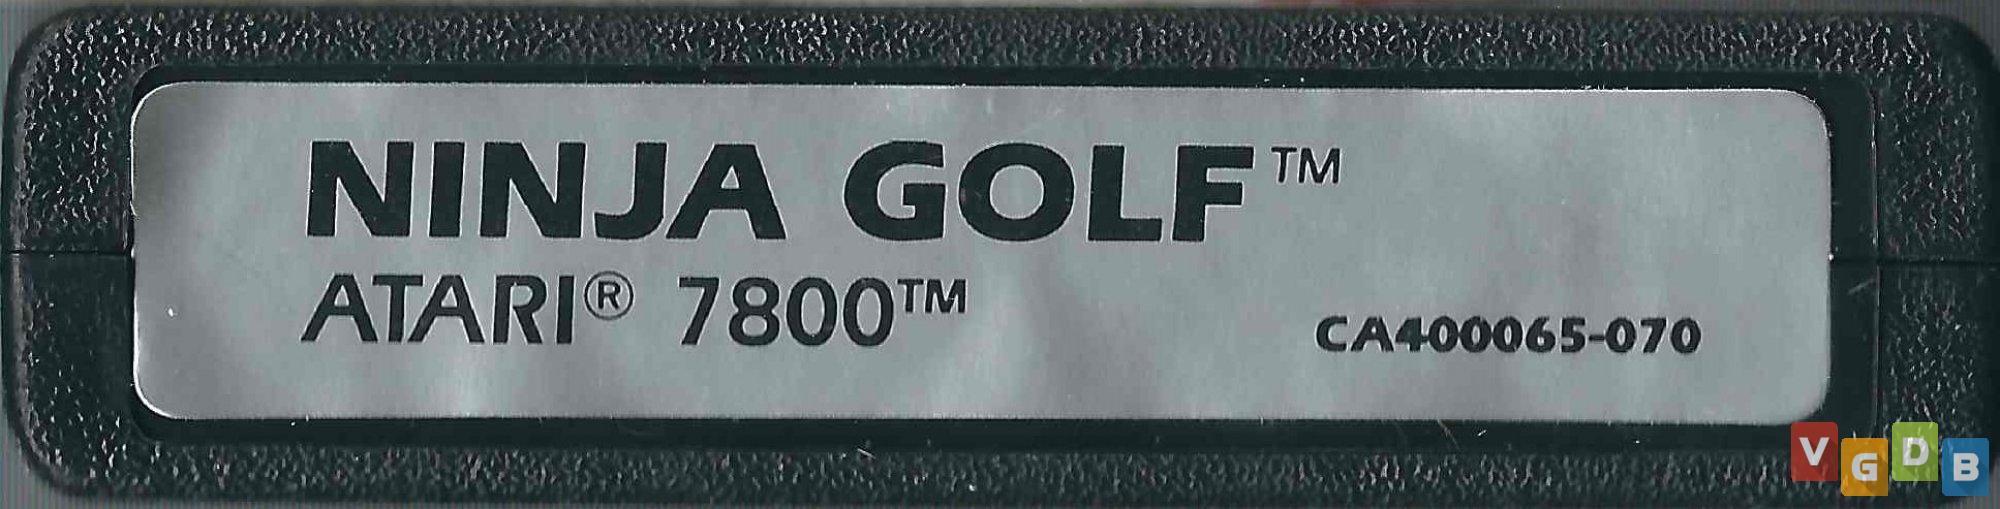 NINJA GOLF™
ATARI® 7800™
CA400065-070
VGDB